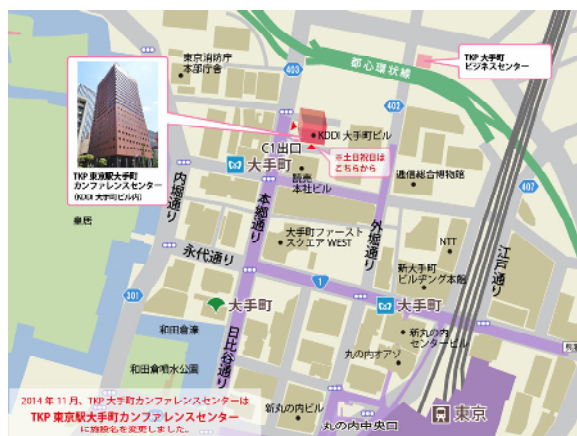 東京消防庁
本部庁舎
403
都心環状線
TKP 大手町
ビジネスセンター
402
KDDI 大手町ビル
C1出口
※土日祝日は
こちらから
大手町
TKP 東京駅大手町
カンファレンスセンター
(KDDI 大手町ビル内)
読売
本社ビル
逓信総合博物館
407
皇居
内堀通り
本郷通り
外堀通り
江戸通り
大手町ファースト
スクエア WEST
NTT
永代通り
新大手町
ビルヂング本館
1
301
大手町
大手町
日比谷通り
和田倉濠
新丸の内
センタービル
和田倉噴水公園
丸の内オアゾ
2014 年 11 月、TKP 大手町カンファレンスセンターは
TKP 東京駅大手町カンファレンスセンター
に施設名を変更しました。
新丸の内ビル
丸の内中央口
東京